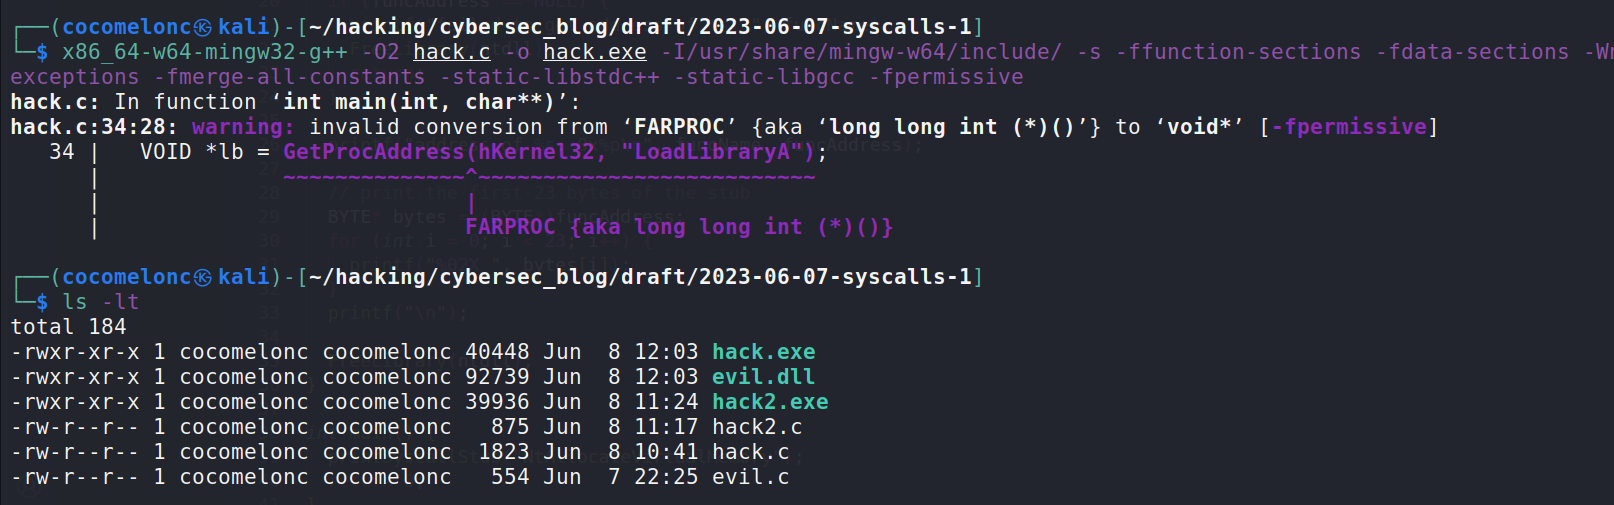 ┌──(cocomelonc㉿kali)-[~/hacking/cybersec_blog/draft/2023-06-07-syscalls-1]
└─$ x86_64-w64-mingw32-g++ -O2 hack.c -o hack.exe -I/usr/share/mingw-w64/include/ -s -ffunction-sections -fdata-sections -Wr
exceptions -fmerge-all-constants -static-libstdc++ -static-libgcc -fpermissive
hack.c: In function ‘int main(int, char**)’:
hack.c:34:28: warning: invalid conversion from ‘FARPROC’ {aka ‘long long int (*)()’} to ‘void*’ [-fpermissive]
   34 |   VOID *lb = GetProcAddress(hKernel32, "LoadLibraryA");
      |              ~~~~~~~~~~~~~~^~~~~~~~~~~~~~~~~~~~~~~~~~~
      |                            |
      |                            FARPROC {aka long long int (*)()}
┌──(cocomelonc㉿kali)-[~/hacking/cybersec_blog/draft/2023-06-07-syscalls-1]
└─$ ls -lt
total 184
-rwxr-xr-x 1 cocomelonc cocomelonc 40448 Jun  8 12:03 hack.exe
-rwxr-xr-x 1 cocomelonc cocomelonc 92739 Jun  8 12:03 evil.dll
-rwxr-xr-x 1 cocomelonc cocomelonc 39936 Jun  8 11:24 hack2.exe
-rw-r--r-- 1 cocomelonc cocomelonc   875 Jun  8 11:17 hack2.c
-rw-r--r-- 1 cocomelonc cocomelonc  1823 Jun  8 10:41 hack.c
-rw-r--r-- 1 cocomelonc cocomelonc   554 Jun  7 22:25 evil.c